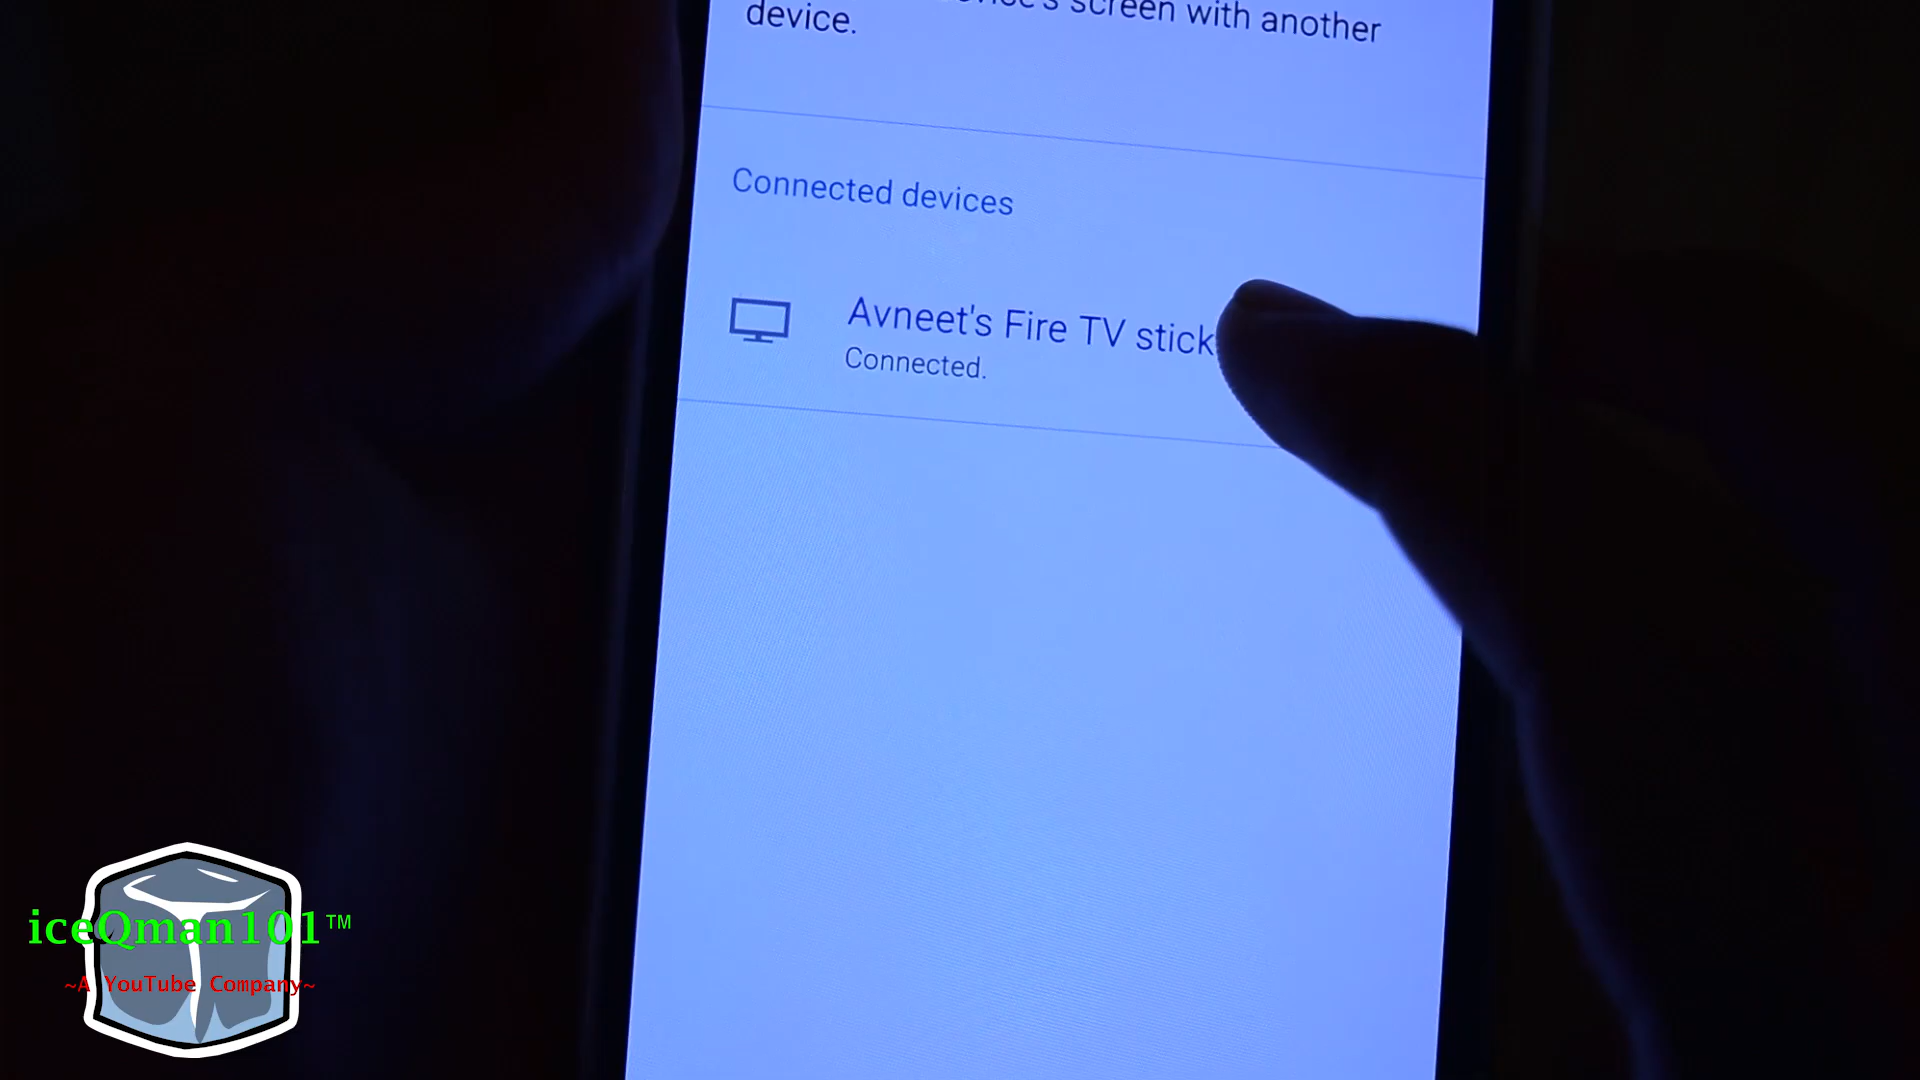 screen with another
device.
Connected devices
Avneet's Fire TV stick
Connected.
iceQman101™
~A YouTube Company~